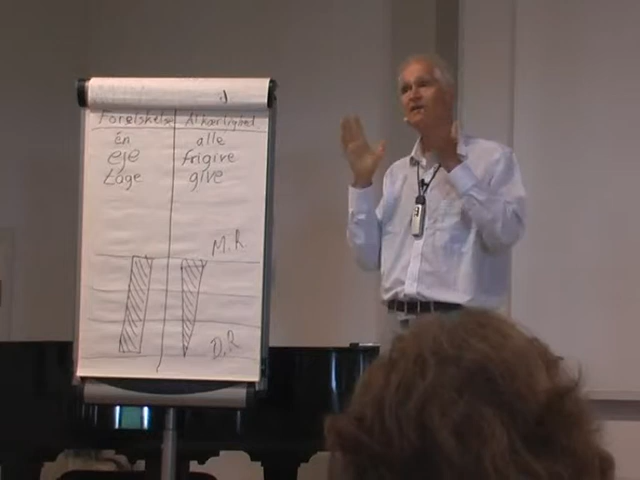 Forelskelse Alkærlighed
én alle
eje frigive
tage give
M.R
D.R